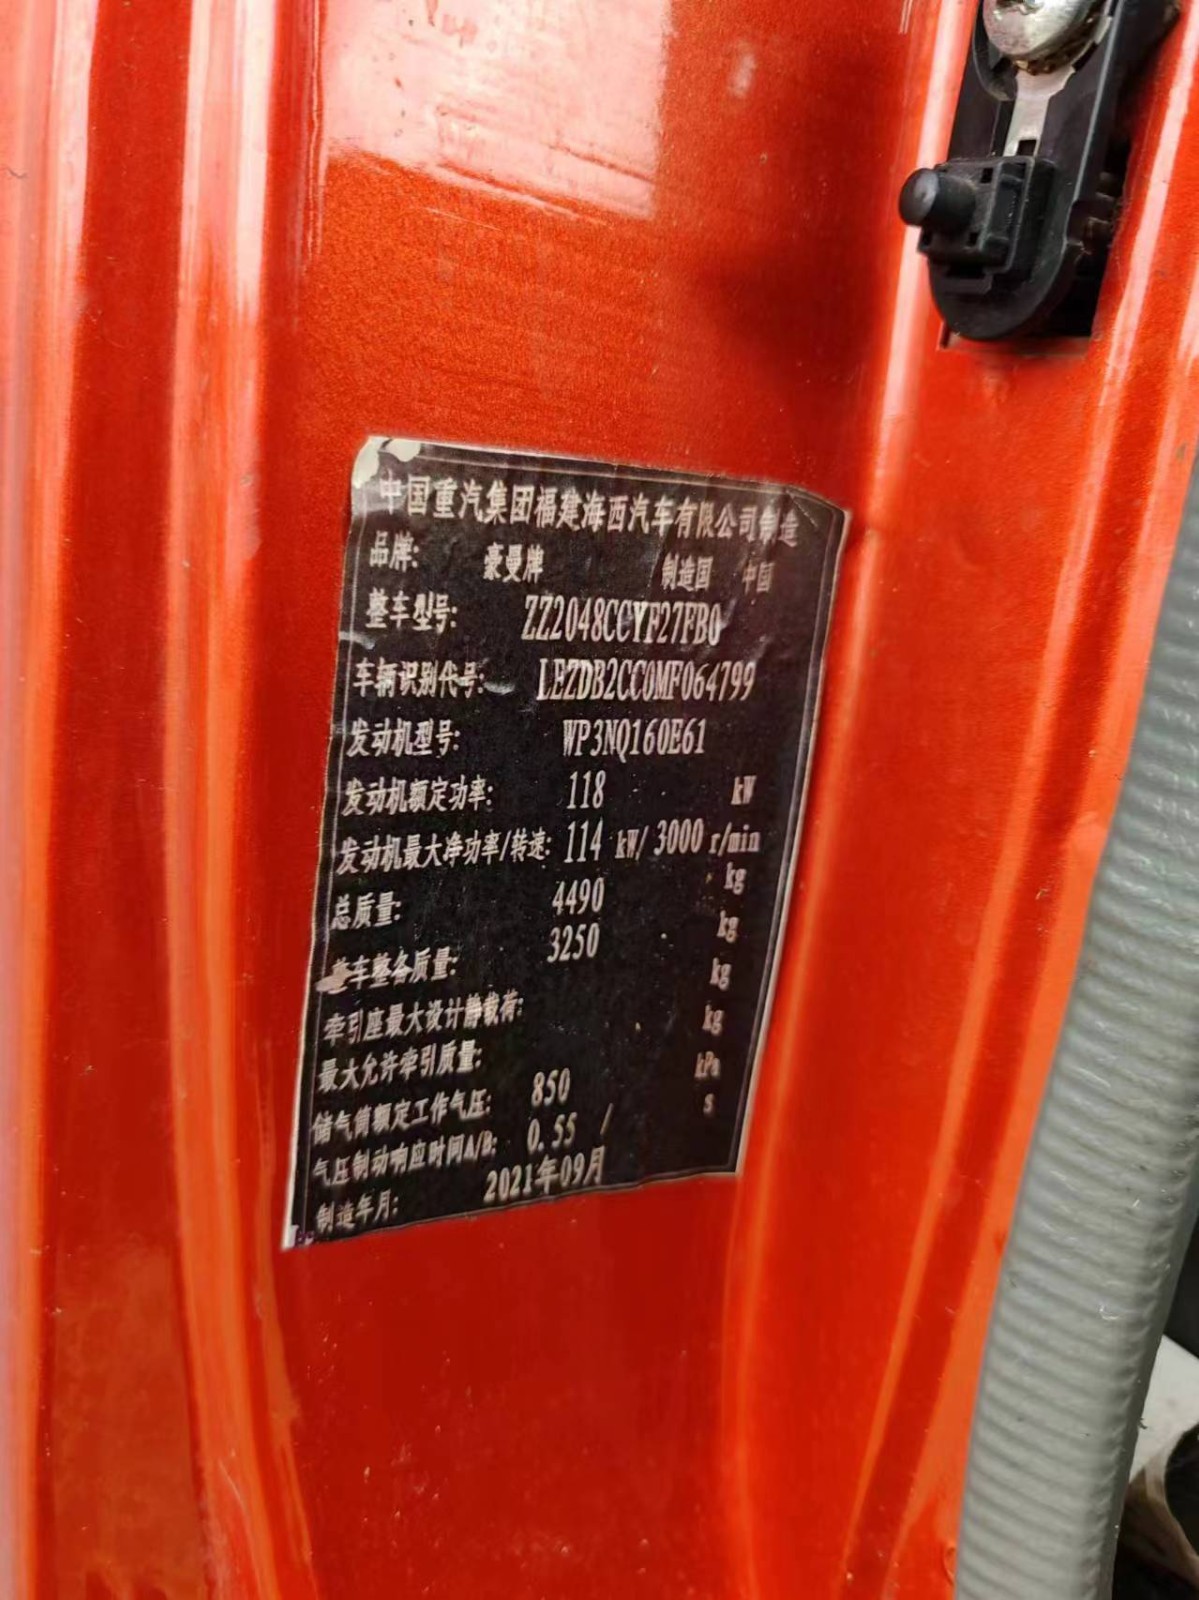 中国重汽集团福建海西汽车有限公司制造
品牌: 豪曼牌 制造国 中国
整车型号: ZZ2048CCYF27FB0
车辆识别代号: LEZDB2CC0MF064799
发动机型号: WP3NQ160E61
发动机额定功率: 118 kW
发动机最大净功率/转速: 114 kW/ 3000 r/min
总质量: 4490 kg
整车整备质量: 3250 kg
牵引座最大设计静载荷: kg
最大允许牵引质量: kg
储气筒额定工作气压: 850 kPa
气压制动响应时间A/B: 0.55 / s
制造年月: 2021年09月